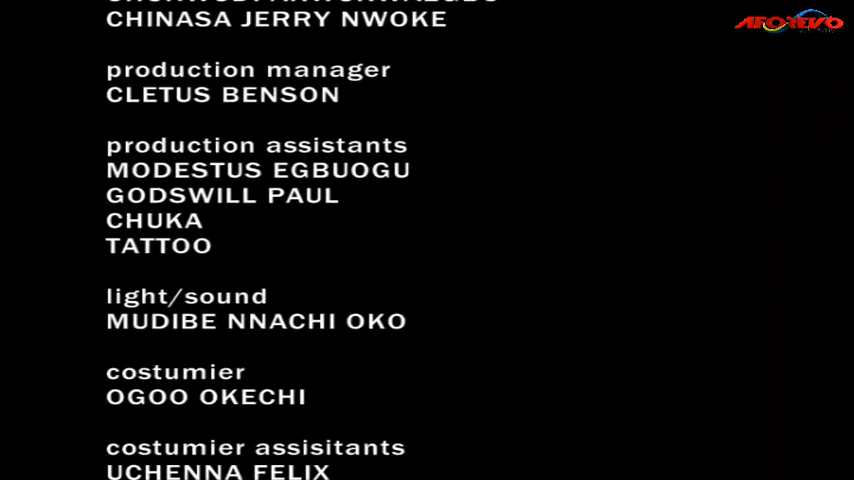 CHINASA JERRY NWOKE
production manager
CLETUS BENSON
production assistants
MODESTUS EGBUOGU
GODSWILL PAUL
CHUKA
TATTOO
light/sound
MUDIBE NNACHI OKO
costumier
OGOO OKECHI
costumier assisitants
UCHENNA FELIX
AFOREVO